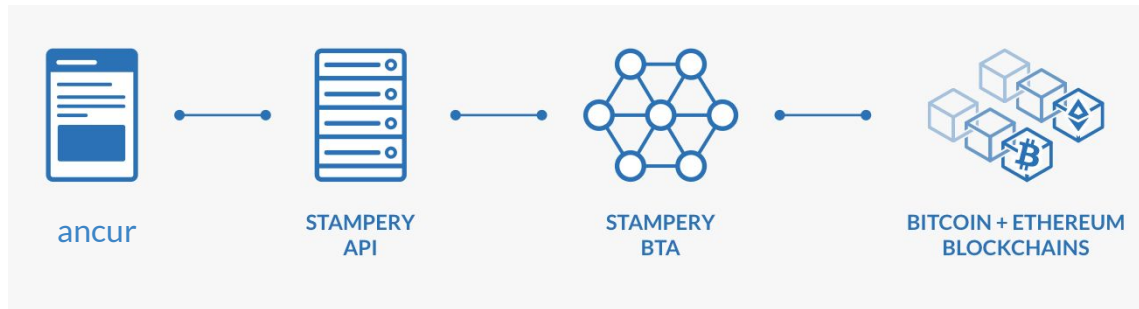 ancur
STAMPERY
API
STAMPERY
BTA
BITCOIN + ETHEREUM
BLOCKCHAINS